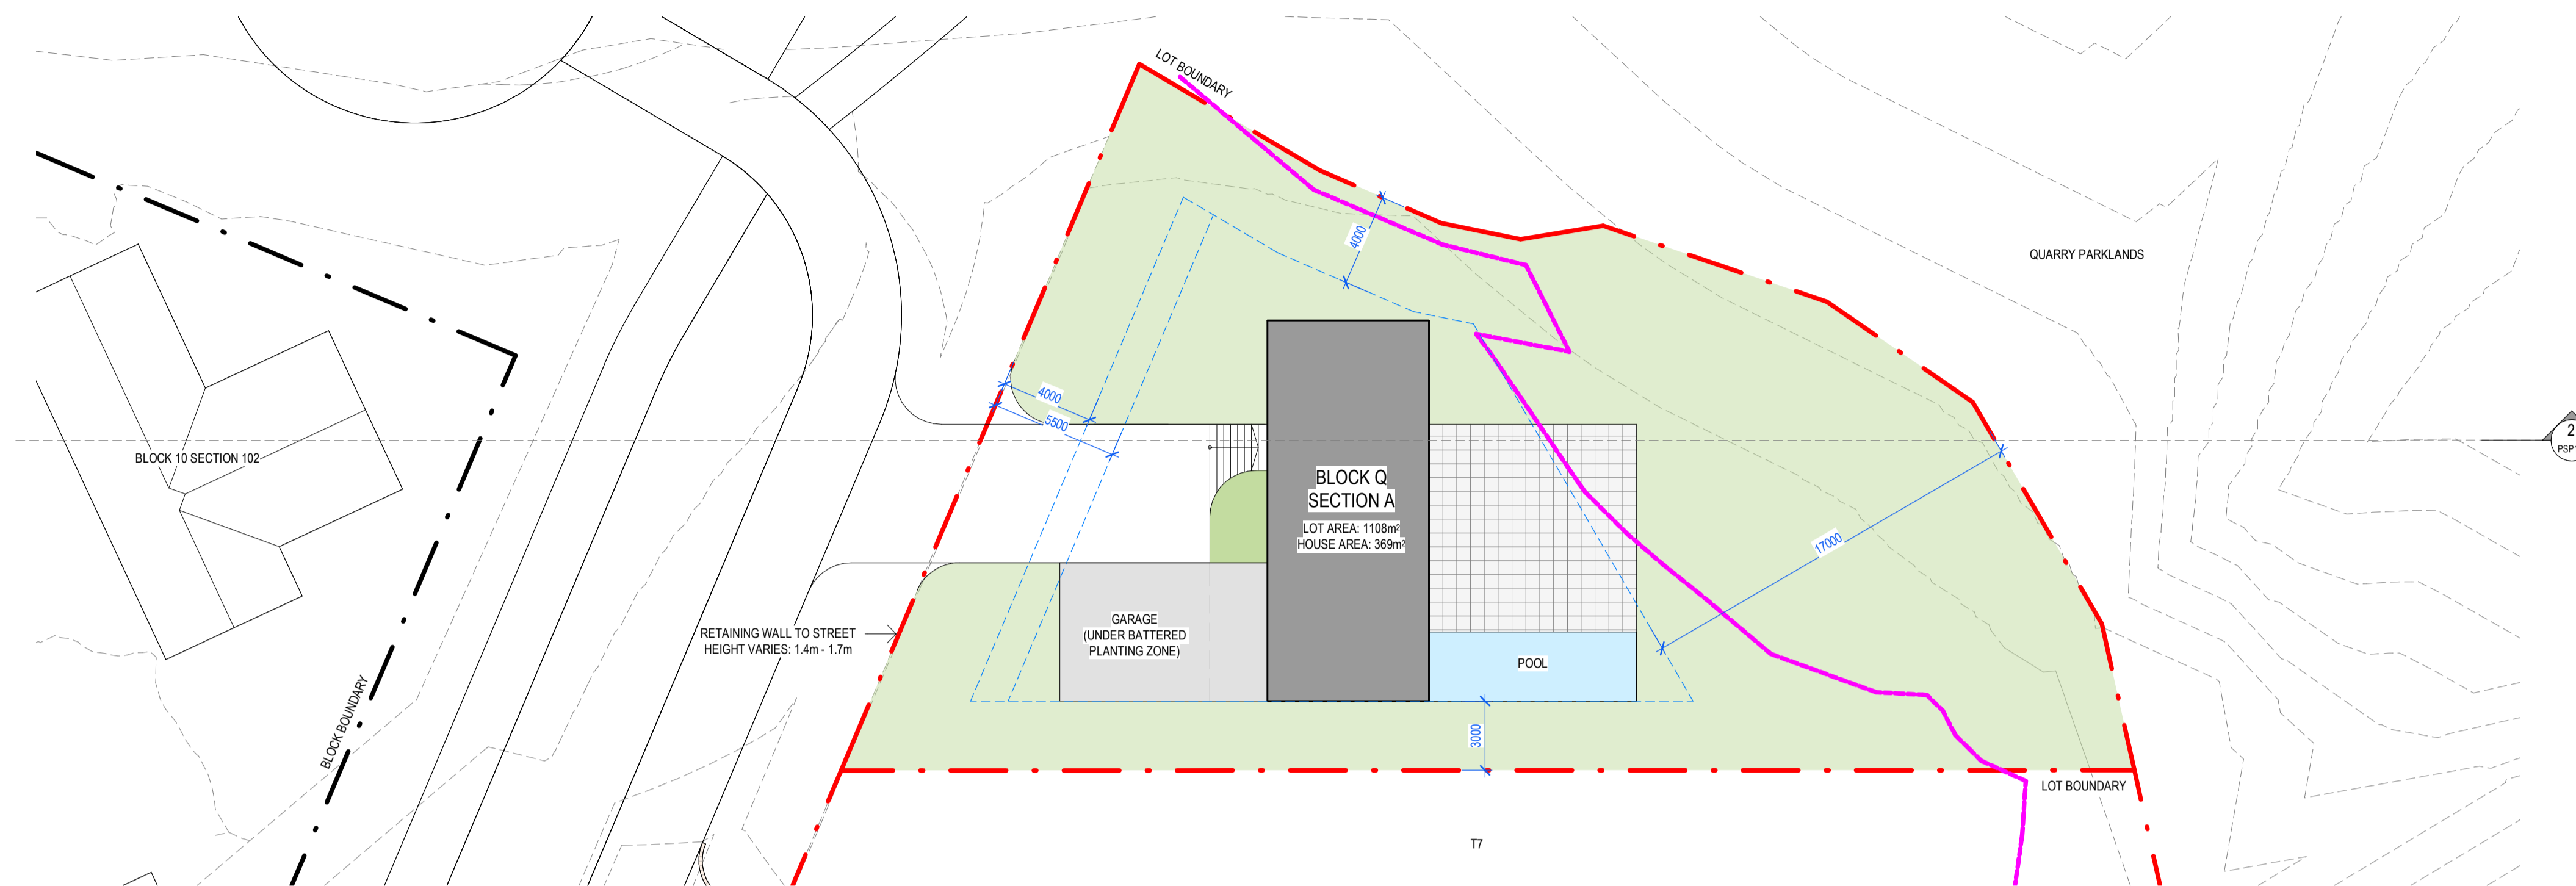 LOT BOUNDARY
4000
QUARRY PARKLANDS
4000
5500
BLOCK 10 SECTION 102
2
BLOCK Q
SECTION A
LOT AREA: 1108m²
HOUSE AREA: 369m²
17000
GARAGE
(UNDER BATTERED
PLANTING ZONE)
RETAINING WALL TO STREET
HEIGHT VARIES: 1.4m - 1.7m
POOL
BLOCK BOUNDARY
3000
LOT BOUNDARY
T7